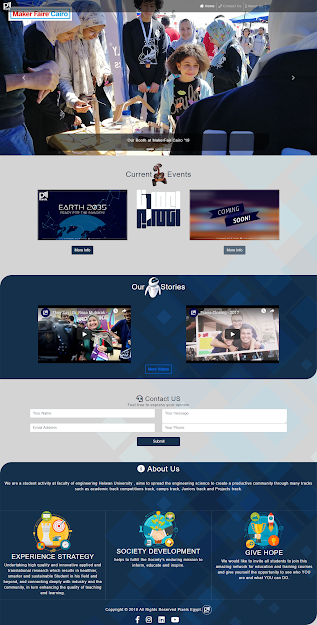 Home
Contact Us
About Us
Maker Faire Cairo
Our Booth at MakerFair Cairo '19
Current Events
EARTH 2035
READY FOR THE PANDEMIC
COMING SOON!
More Info
More Info
Our Stories
More Videos
Contact US
Feel free to express your opinion
Your Name
Your message
Email Address
Your Phone
Submit
About Us
We are a student activity at faculty of engineering Helwan University , aims to spread the engineering science to create a productive community through many tracks
such as academic track competitions track, camps track, Juniors track and Projects track.
EXPERIENCE STRATEGY
Undertaking high quality and innovative applied and
translational research which results in healthier,
smarter and sustainable Student in his field and
beyond, and connecting deeply with industry and the
community, in turn enhancing the quality of teaching
and learning.
SOCIETY DEVELOPMENT
helps to fulfill the Society's enduring mission to
inform, educate and inspire.
GIVE HOPE
We would like to invite all students to join this
amazing network for education and training courses
and give yourself the opportunity to see who YOU
are and what YOU can DO.
Copyright © 2019 All Rights Reserved Pixels Egypt